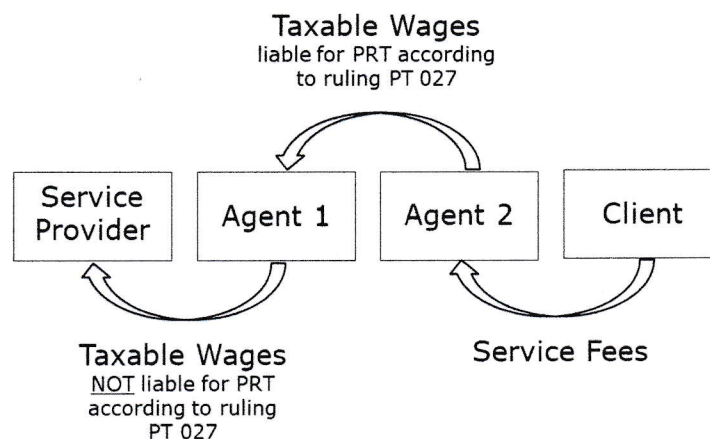 Taxable Wages
liable for PRT according
to ruling PT 027
Service
Provider
Agent 1
Agent 2
Client
Taxable Wages
NOT liable for PRT
according to ruling
PT 027
Service Fees